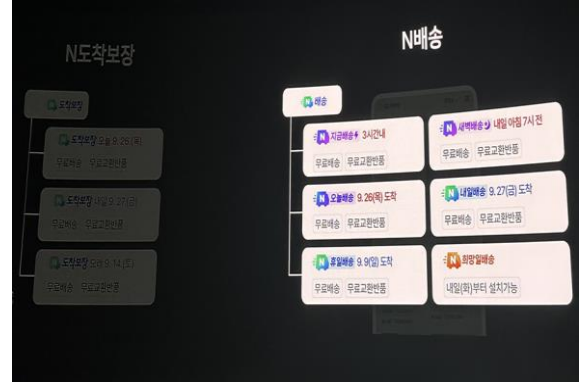 N도착보장
도착보장
도착보장 오늘 9. 26(목)
무료배송 무료교환반품
도착보장 내일 9. 27(금)
무료배송 무료교환반품
도착보장
무료배송 무료교환반품
N배송
N 배송
N 지금배송 3시간내
무료배송 무료교환반품
N 새벽배송 내일 아침 7시 전
무료배송 무료교환반품
N 오늘배송 9. 26(목) 도착
무료배송 무료교환반품
N 내일배송 9. 27(금) 도착
무료배송 무료교환반품
N 휴일배송 9. 9(일) 도착
무료배송 무료교환반품
N 희망일배송
내일(화)부터 설치가능